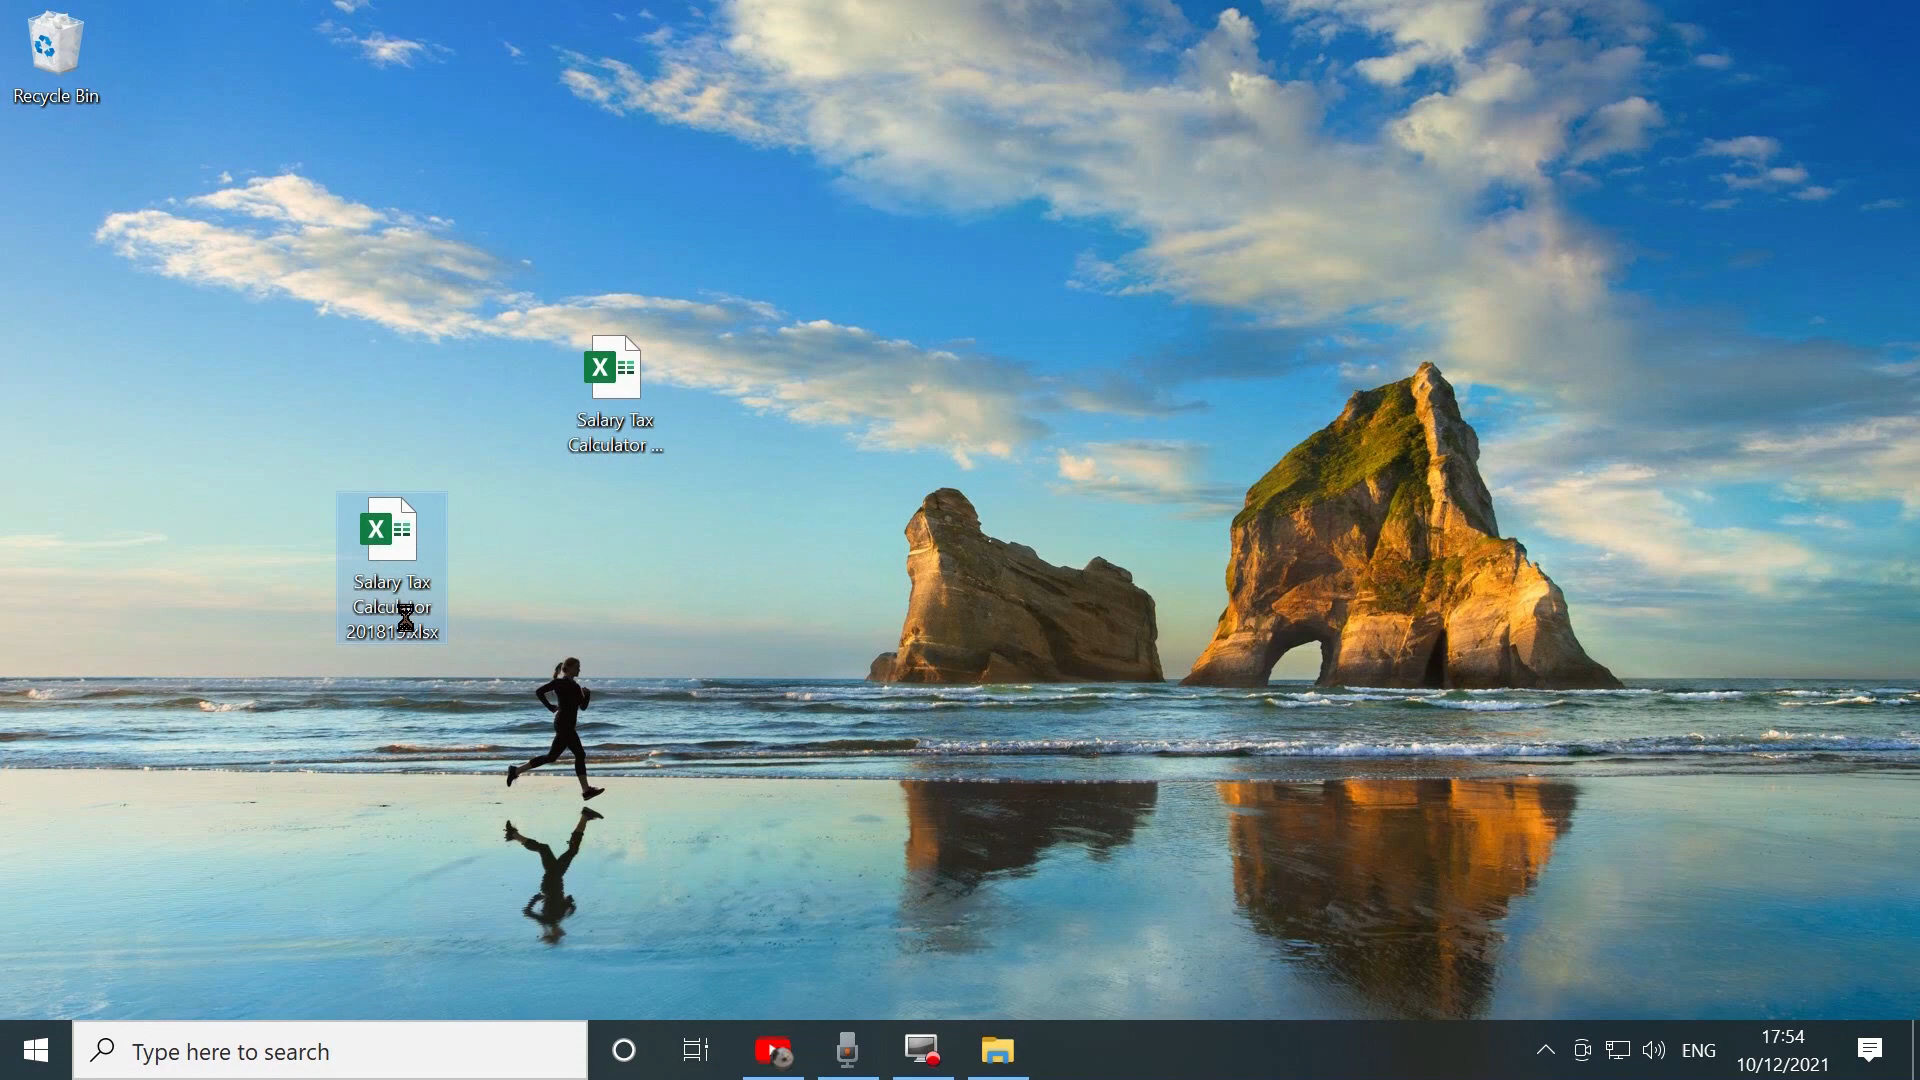 Recycle Bin
Salary Tax
Calculator ...
Salary Tax
Calculator
201819.xlsx
Type here to search
ENG
17:54
10/12/2021